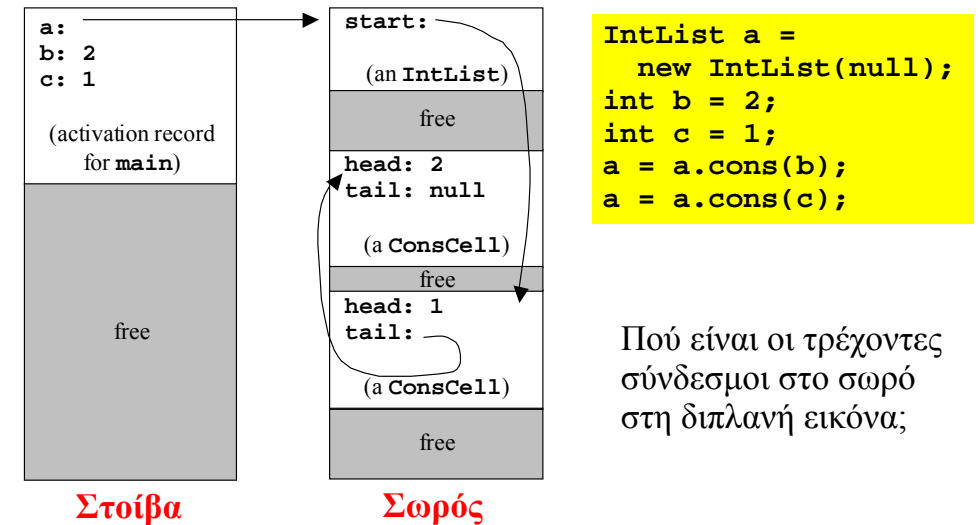 a:
b: 2
c: 1
(activation record
for main)
free
Στοίβα
start:
(an IntList)
free
head: 2
tail: null
(a ConsCell)
free
head: 1
tail:
(a ConsCell)
free
Σωρός
IntList a =
new IntList(null);
int b = 2;
int c = 1;
a = a.cons(b);
a = a.cons(c);
Πού είναι οι τρέχοντες
σύνδεσμοι στο σωρό
στη διπλανή εικόνα;